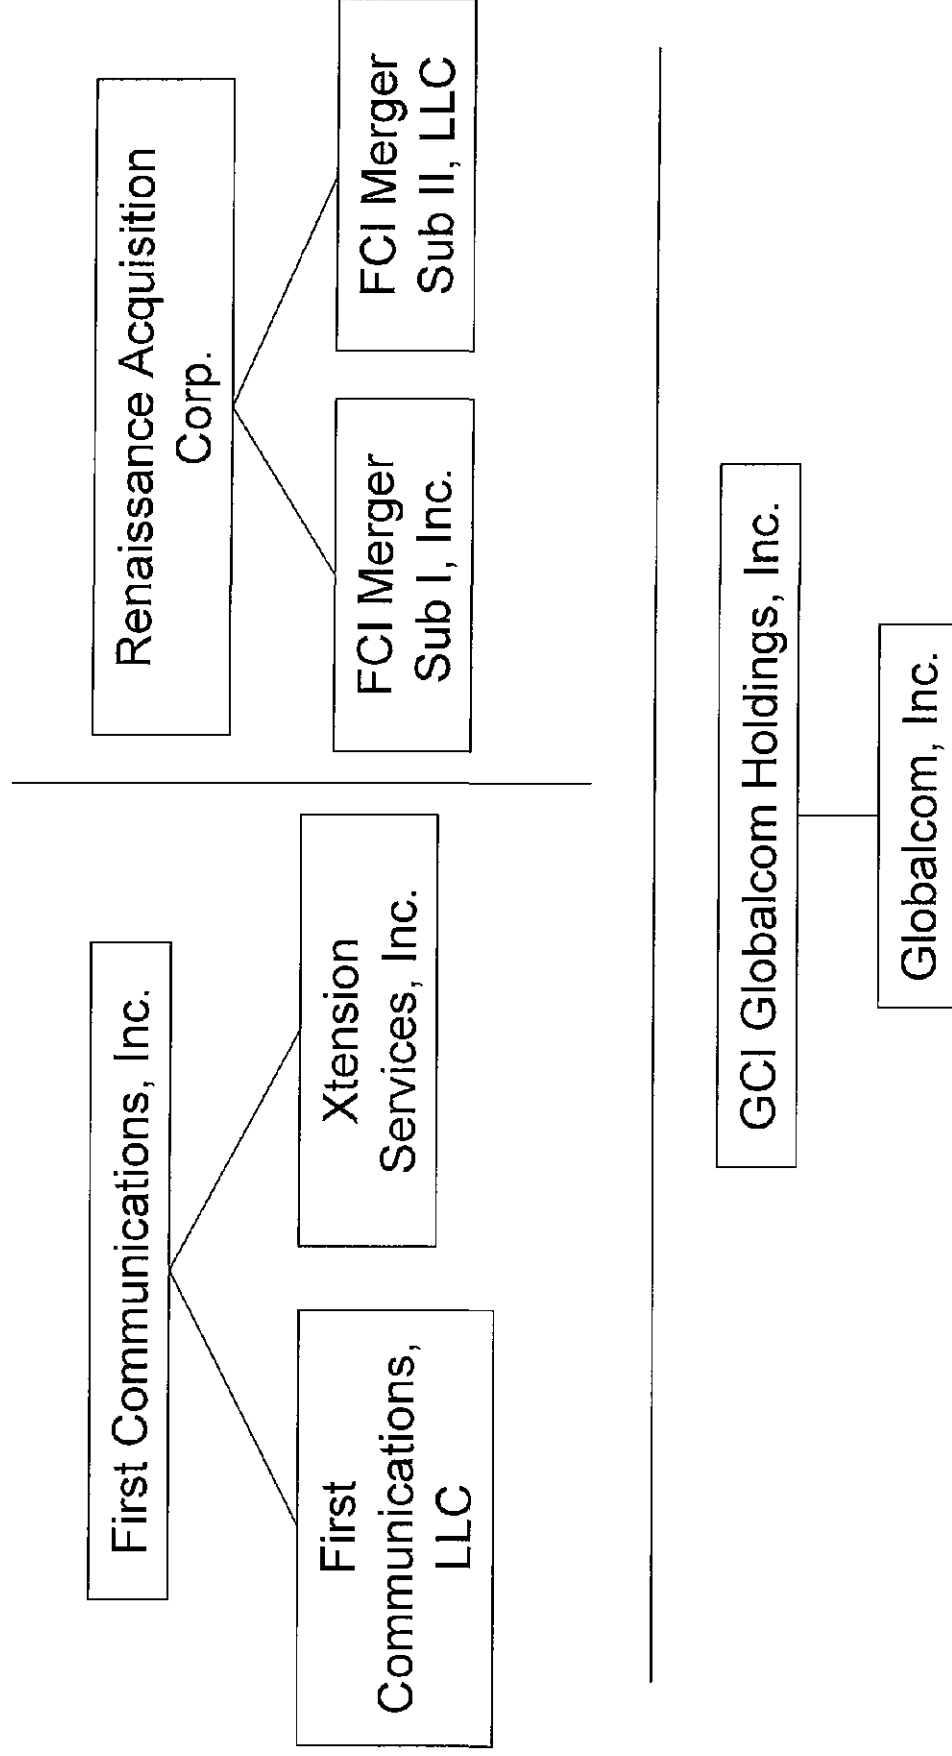 First Communications, Inc.
First
Communications,
LLC
Xtension
Services, Inc.
Renaissance Acquisition
Corp.
FCI Merger
Sub I, Inc.
FCI Merger
Sub II, LLC
GCI Globalcom Holdings, Inc.
Globalcom, Inc.